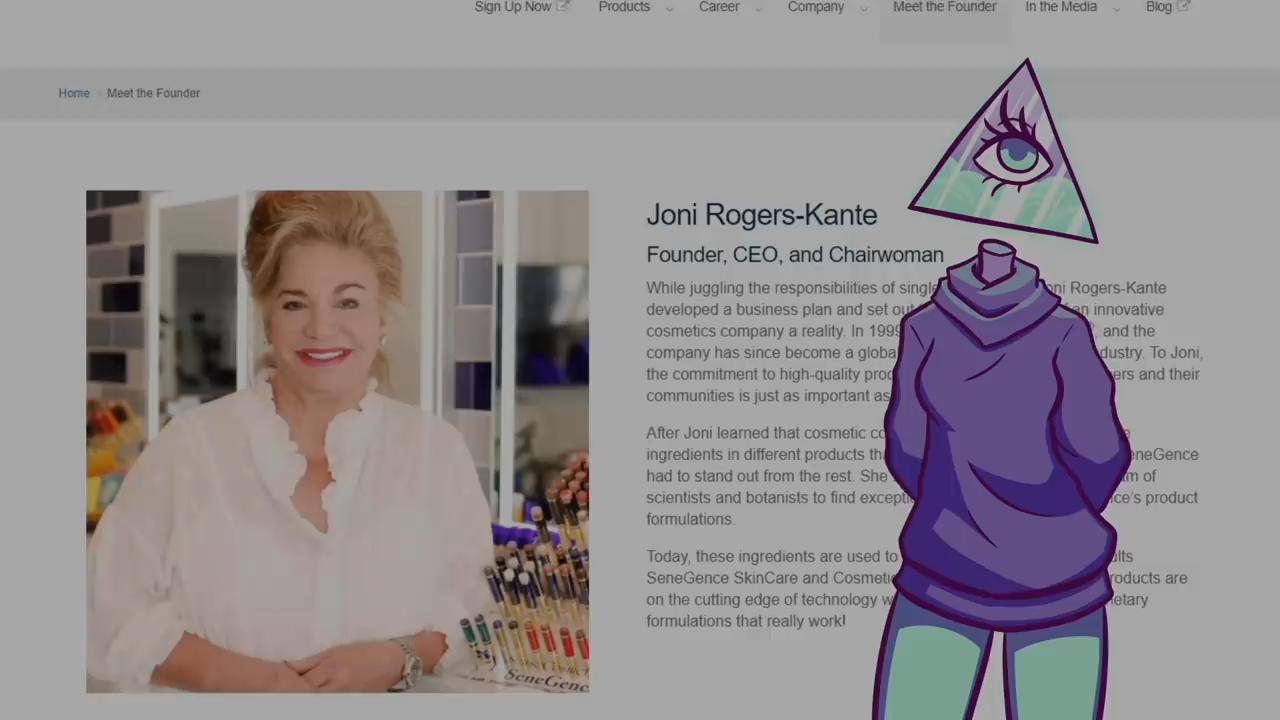 Sign Up Now Products Career Company Meet the Founder In the Media Blog
Home Meet the Founder
Joni Rogers-Kante
Founder, CEO, and Chairwoman
While juggling the responsibilities of single oni Rogers-Kante
developed a business plan and set out an innovative
cosmetics company a reality. In 1999 , and the
company has since become a globa dustry. To Joni,
the commitment to high-quality prod ers and their
communities is just as important as
After Joni learned that cosmetic co
ingredients in different products tha eneGence
had to stand out from the rest. She am of
scientists and botanists to find excepti ce's product
formulations.
Today, these ingredients are used to ults
SeneGence SkinCare and Cosmetic roducts are
on the cutting edge of technology w etary
formulations that really work!
SeneGenc